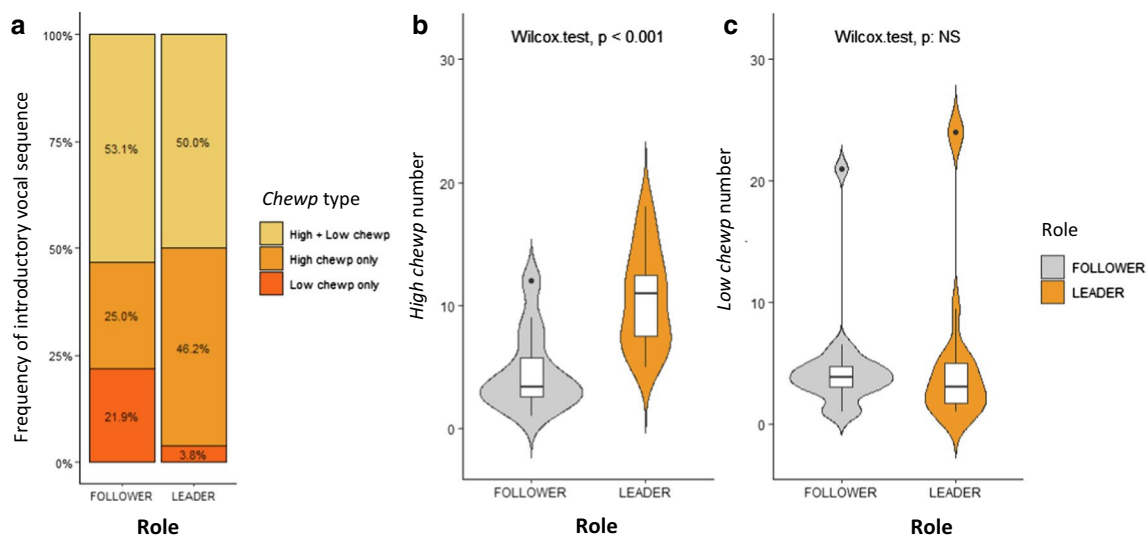 a
Frequency of introductory vocal sequence
100%
75%
50%
25%
0%
53.1%
25.0%
21.9%
50.0%
46.2%
3.8%
FOLLOWER
LEADER
Role
Chewp type
High + Low chewp
High chewp only
Low chewp only
b
Wilcox.test, p < 0.001
High chewp number
30
20
10
0
FOLLOWER
LEADER
Role
c
Wilcox.test, p: NS
Low chewp number
30
20
10
0
FOLLOWER
LEADER
Role
Role
FOLLOWER
LEADER